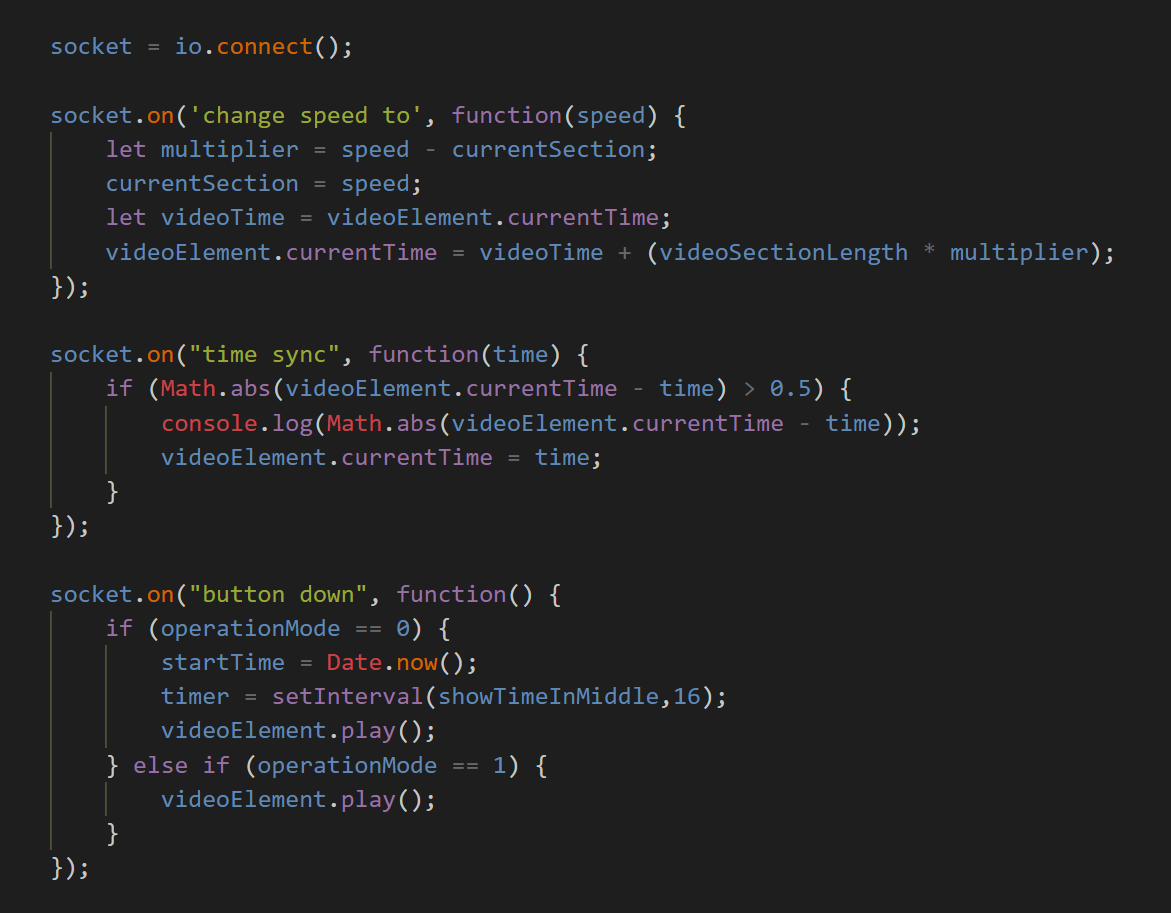 socket = io.connect();

socket.on('change speed to', function(speed) {
    let multiplier = speed - currentSection;
    currentSection = speed;
    let videoTime = videoElement.currentTime;
    videoElement.currentTime = videoTime + (videoSectionLength * multiplier);
});

socket.on("time sync", function(time) {
    if (Math.abs(videoElement.currentTime - time) > 0.5) {
        console.log(Math.abs(videoElement.currentTime - time));
        videoElement.currentTime = time;
    }
});

socket.on("button down", function() {
    if (operationMode == 0) {
        startTime = Date.now();
        timer = setInterval(showTimeInMiddle,16);
        videoElement.play();
    } else if (operationMode == 1) {
        videoElement.play();
    }
});